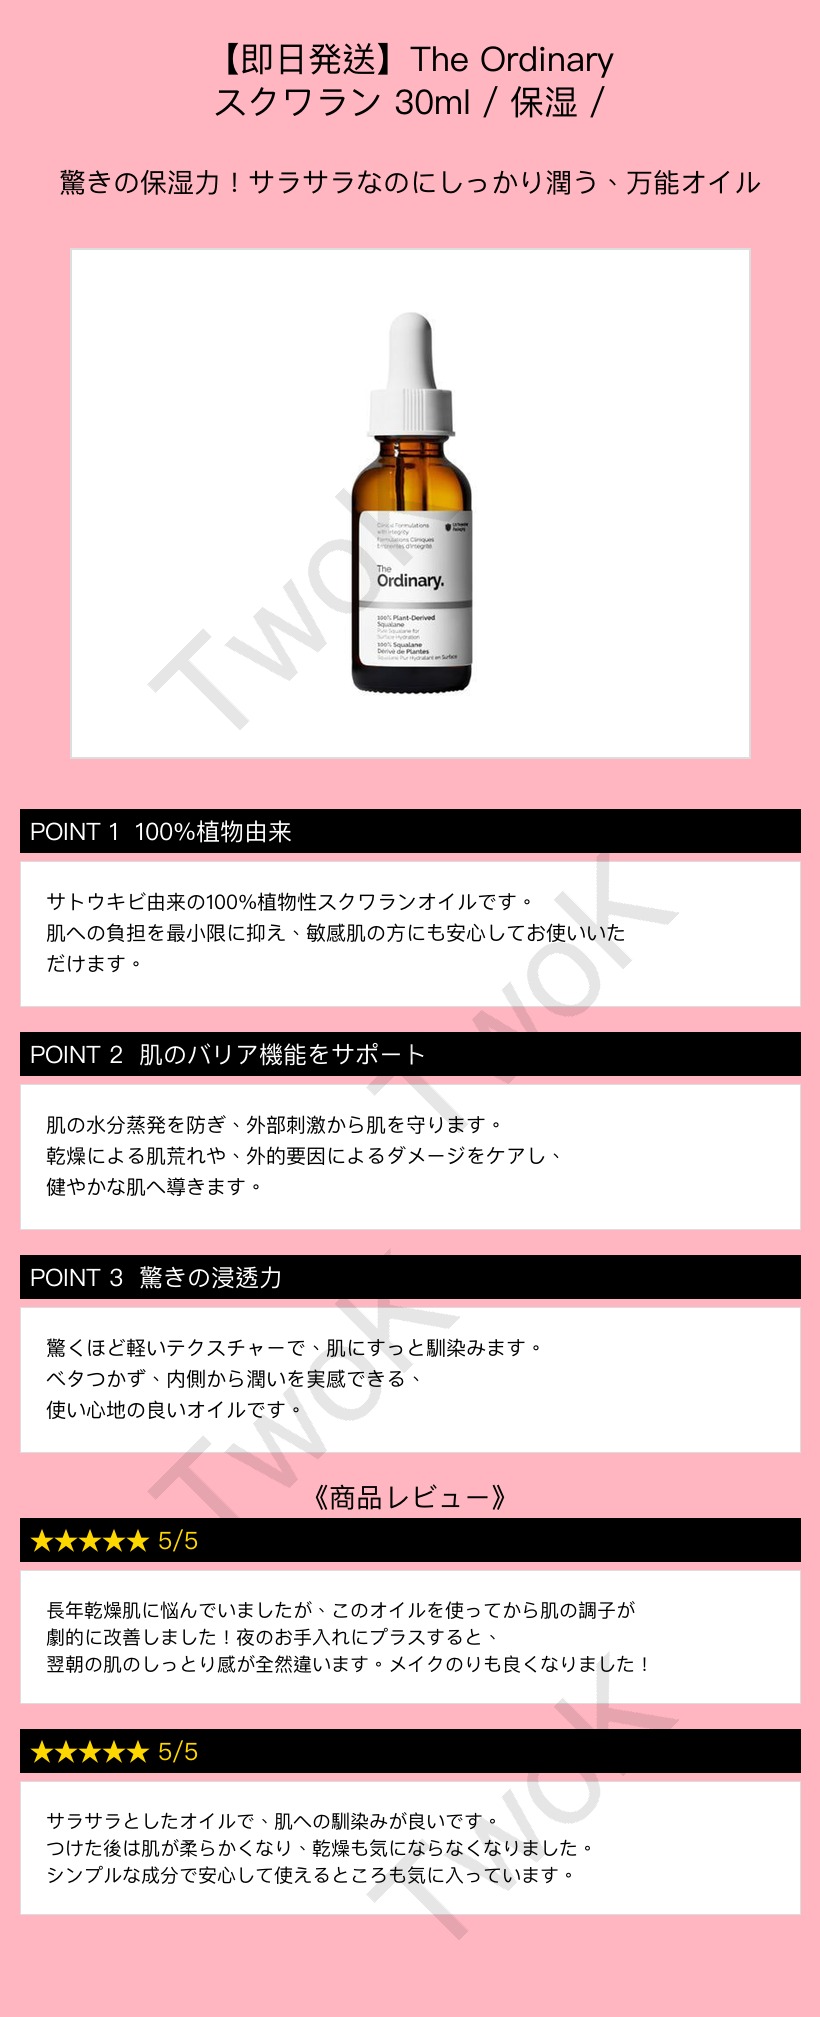 【即日発送】The Ordinary
スクワラン 30ml / 保湿 /
驚きの保湿力！サラサラなのにしっかり潤う、万能オイル
Clinical Formulations
with Integrity
Formulations Cliniques
Empreintes d'intégrité
The
Ordinary.
100% Plant-Derived
Squalane
Pure Squalane for
Surface Hydration
100% Squalane
Dérivé de Plantes
Squalane Pur Hydratant en Surface
TwoK
POINT 1 100%植物由来
サトウキビ由来の100%植物性スクワランオイルです。
肌への負担を最小限に抑え、敏感肌の方にも安心してお使いいた
だけます。
TwoK
POINT 2 肌のバリア機能をサポート
肌の水分蒸発を防ぎ、外部刺激から肌を守ります。
乾燥による肌荒れや、外的要因によるダメージをケアし、
健やかな肌へ導きます。
POINT 3 驚きの浸透力
驚くほど軽いテクスチャーで、肌にすっと馴染みます。
ベタつかず、内側から潤いを実感できる、
使い心地の良いオイルです。
TwoK
《商品レビュー》
★★★★★ 5/5
長年乾燥肌に悩んでいましたが、このオイルを使ってから肌の調子が
劇的に改善しました！夜のお手入れにプラスすると、
翌朝の肌のしっとり感が全然違います。メイクのりも良くなりました！
★★★★★ 5/5
サラサラとしたオイルで、肌への馴染みが良いです。
つけた後は肌が柔らかくなり、乾燥も気にならなくなりました。
シンプルな成分で安心して使えるところも気に入っています。
TwoK